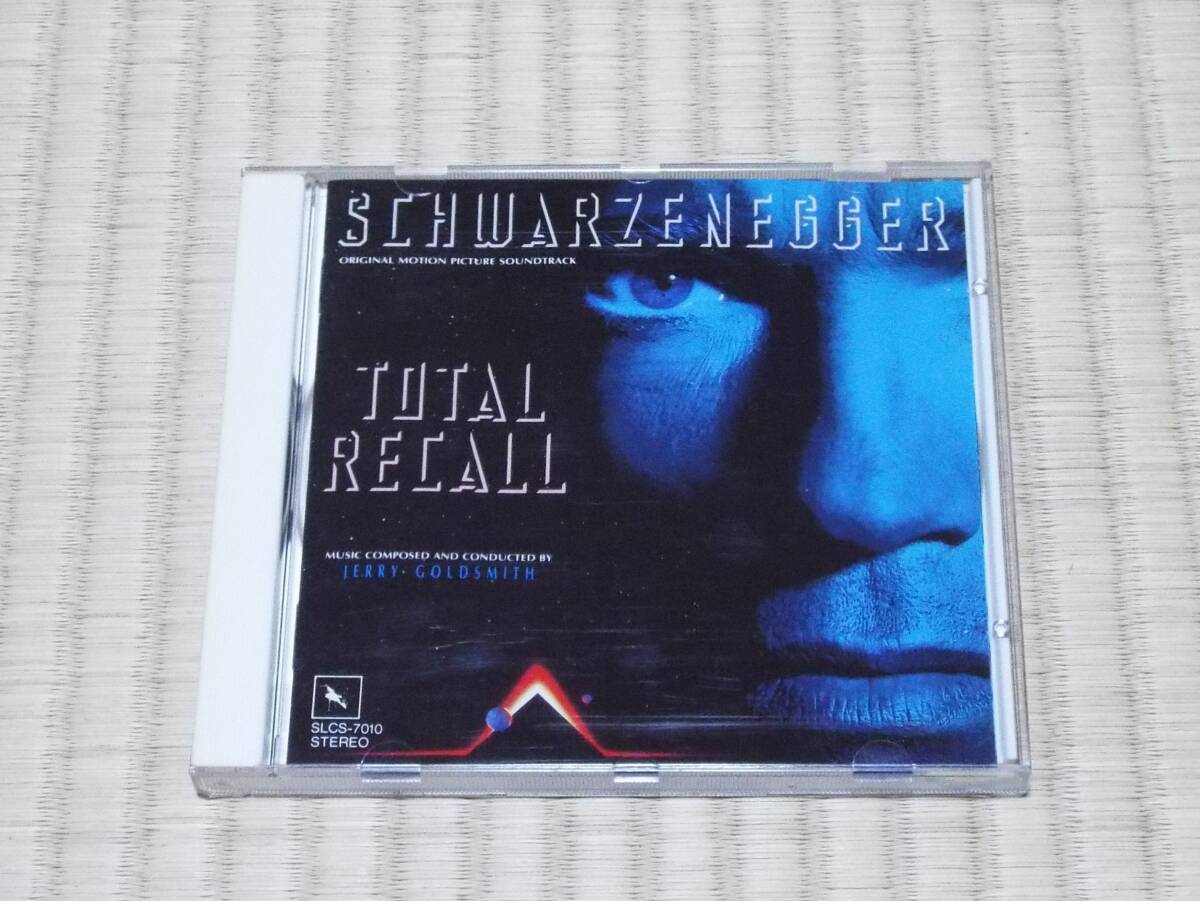 SCHWARZENEGGER
ORIGINAL MOTION PICTURE SOUNDTRACK
TOTAL
RECALL
MUSIC COMPOSED AND CONDUCTED BY
JERRY GOLDSMITH
SLCS-7010
STEREO